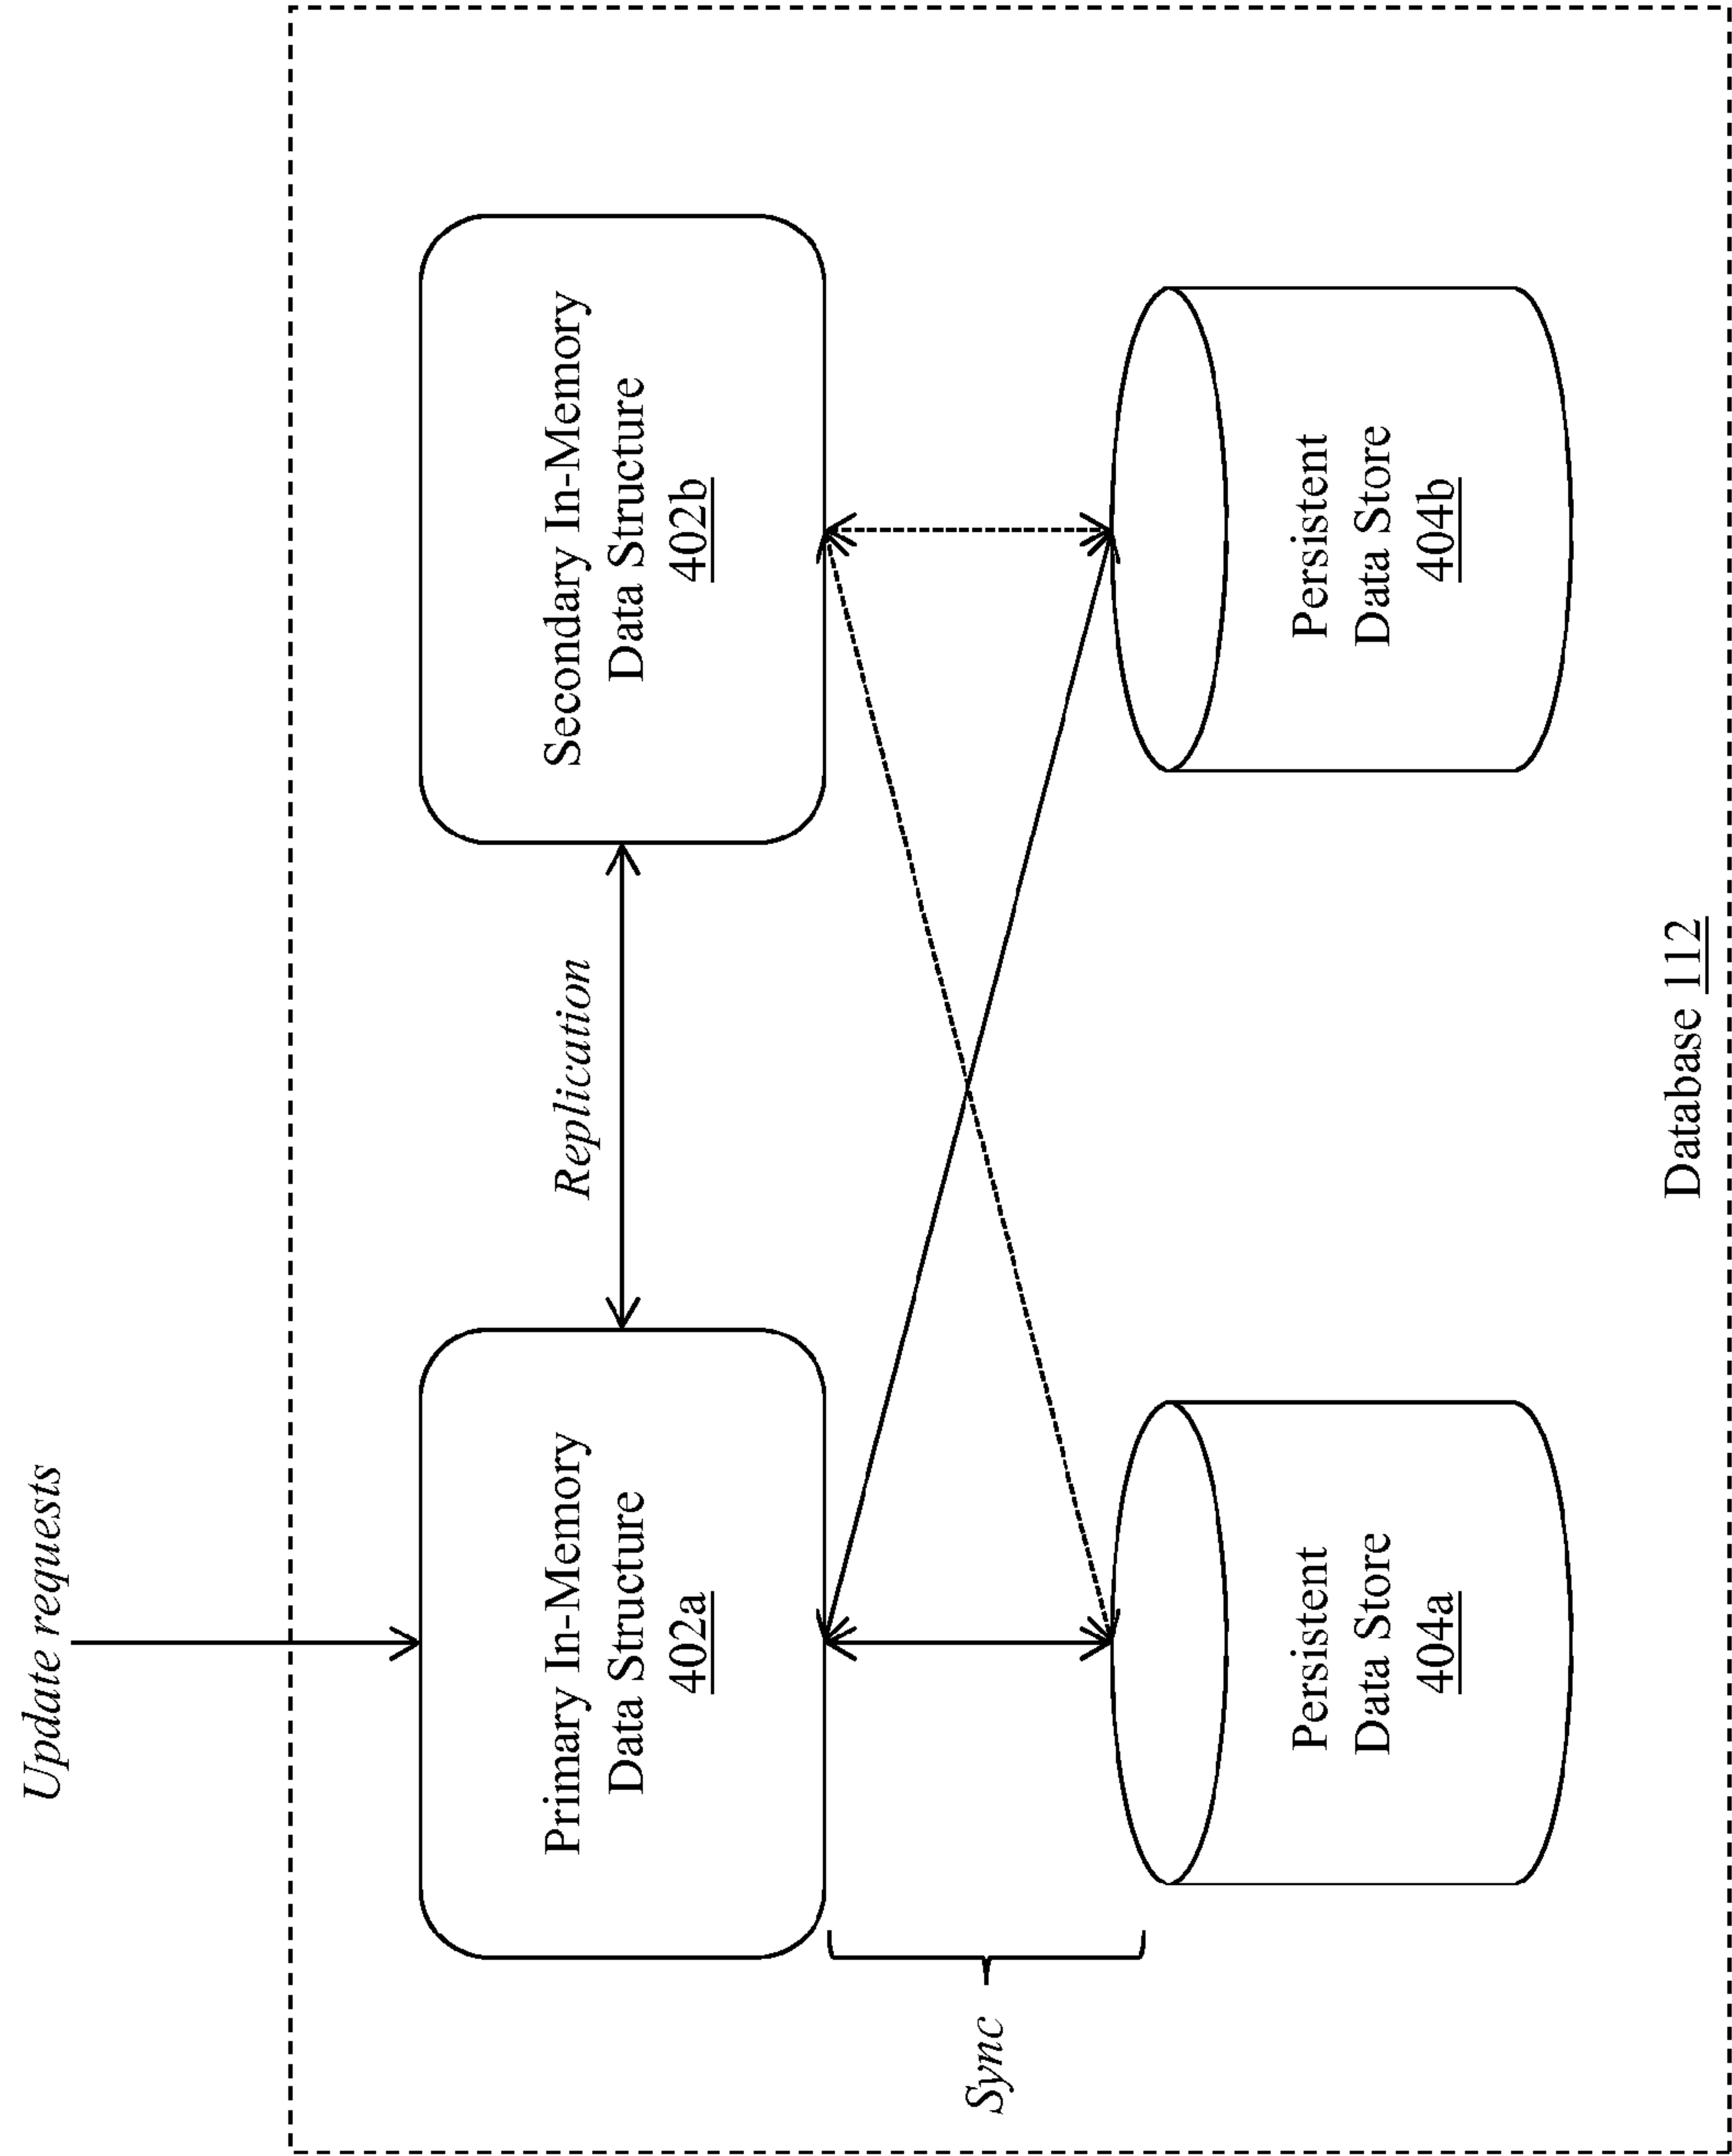 Update requests
Primary In-Memory
Data Structure
402a
Replication
Secondary In-Memory
Data Structure
402b
Sync
Persistent
Data Store
404a
Persistent
Data Store
404b
Database 112